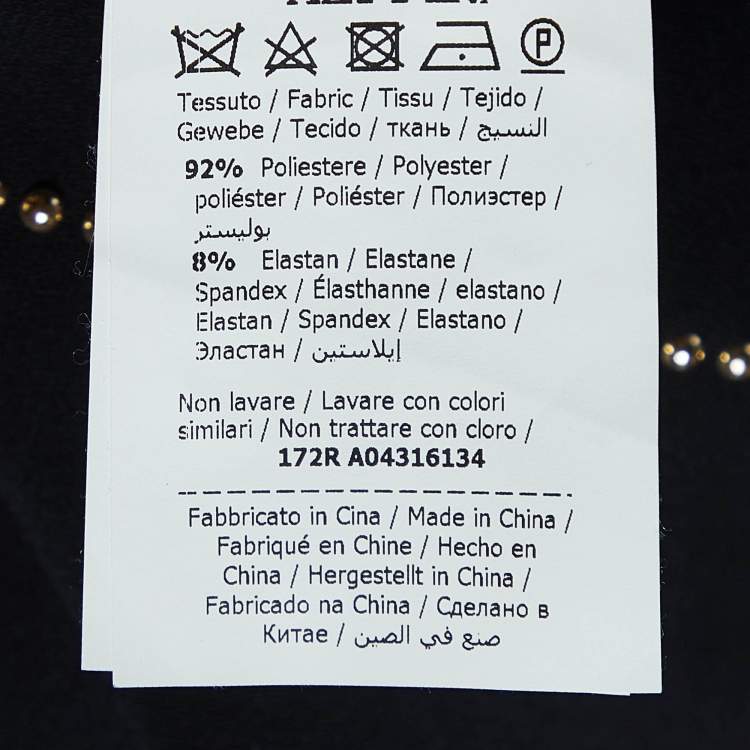 P
Tessuto / Fabric / Tissu / Tejido /
Gewebe / Tecido / ткань / النسيج
92% Poliestere / Polyester /
poliéster / Poliéster / Полиэстер /
بوليستر
8% Elastan / Elastane /
Spandex / Élasthanne / elastano /
Elastan / Spandex / Elastano /
Эластан / إيلاستين
Non lavare / Lavare con colori
similari / Non trattare con cloro /
172R A04316134
Fabbricato in Cina / Made in China /
Fabriqué en Chine / Hecho en
China / Hergestellt in China /
Fabricado na China / Сделано в
Китае / صنع في الصين